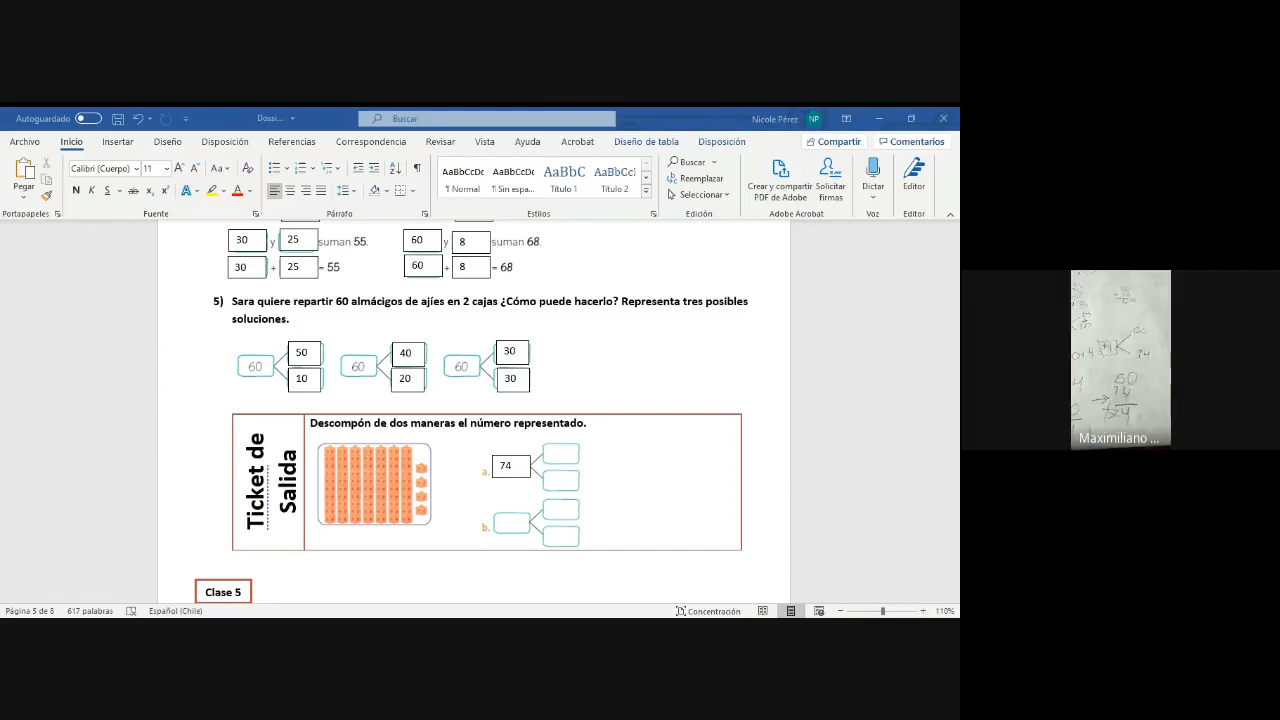 Autoguardado
Dossi...
Buscar
Nicole Pérez NP
Archivo Inicio Insertar Diseño Disposición Referencias Correspondencia Revisar Vista Ayuda Acrobat Diseño de tabla Disposición Compartir Comentarios
Pegar
Calibri (Cuerpo) 11
N K S ab x₂ x² A A
AaBbCcDc AaBbCcDc AaBbC AaBbCcI
¶ Normal ¶ Sin espa... Título 1 Título 2
Buscar
Reemplazar
Seleccionar
Crear y compartir PDF de Adobe
Solicitar firmas
Dictar
Editor
Portapapeles Fuente Párrafo Estilos Edición Adobe Acrobat Voz Editor
30 y 25 suman 55. 60 y 8 suman 68.
30 + 25 = 55 60 + 8 = 68
5) Sara quiere repartir 60 almácigos de ajíes en 2 cajas ¿Cómo puede hacerlo? Representa tres posibles
soluciones.
50 40 30
60 60 60
10 20 30
Ticket de
Salida
Descompón de dos maneras el número representado.
a. 74
b.
Clase 5
Página 5 de 8 617 palabras Español (Chile) Concentración 110%
Maximiliano ...